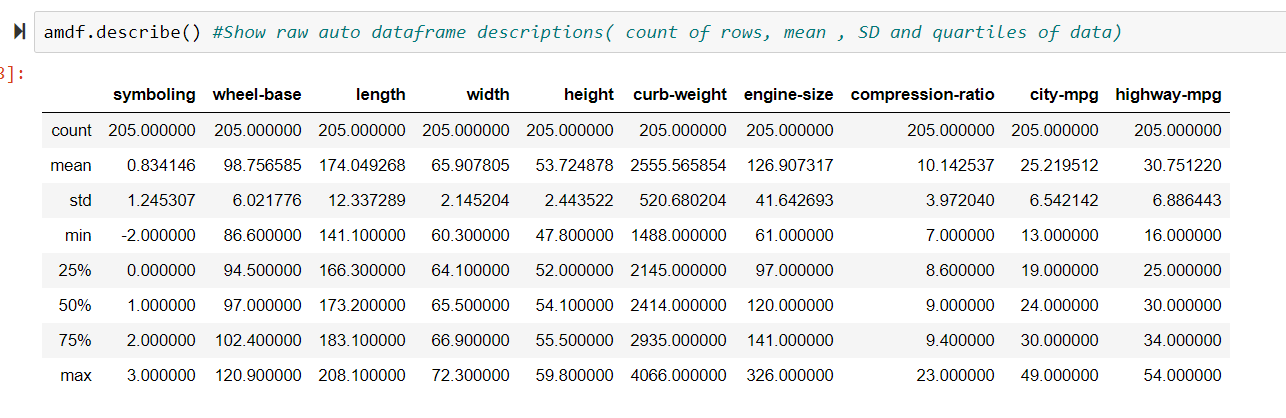 amdf.describe() #Show raw auto dataframe descriptions( count of rows, mean , SD and quartiles of data)
3]:
symboling wheel-base length width height curb-weight engine-size compression-ratio city-mpg highway-mpg
count 205.000000 205.000000 205.000000 205.000000 205.000000 205.000000 205.000000 205.000000 205.000000 205.000000
mean 0.834146 98.756585 174.049268 65.907805 53.724878 2555.565854 126.907317 10.142537 25.219512 30.751220
std 1.245307 6.021776 12.337289 2.145204 2.443522 520.680204 41.642693 3.972040 6.542142 6.886443
min -2.000000 86.600000 141.100000 60.300000 47.800000 1488.000000 61.000000 7.000000 13.000000 16.000000
25% 0.000000 94.500000 166.300000 64.100000 52.000000 2145.000000 97.000000 8.600000 19.000000 25.000000
50% 1.000000 97.000000 173.200000 65.500000 54.100000 2414.000000 120.000000 9.000000 24.000000 30.000000
75% 2.000000 102.400000 183.100000 66.900000 55.500000 2935.000000 141.000000 9.400000 30.000000 34.000000
max 3.000000 120.900000 208.100000 72.300000 59.800000 4066.000000 326.000000 23.000000 49.000000 54.000000